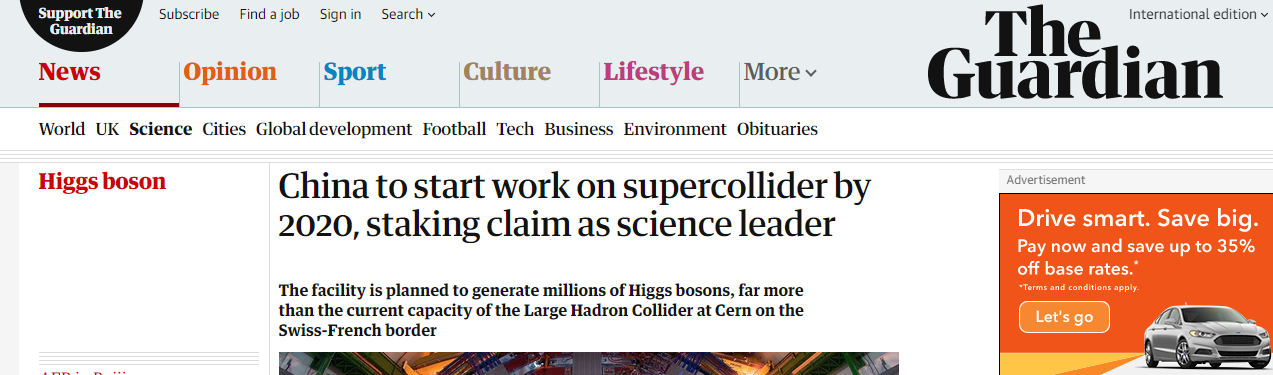 Support The
Guardian
Subscribe Find a job Sign in Search
International edition
The
Guardian
News Opinion Sport Culture Lifestyle More
World UK Science Cities Global development Football Tech Business Environment Obituaries
Higgs boson
China to start work on supercollider by
2020, staking claim as science leader
The facility is planned to generate millions of Higgs bosons, far more
than the current capacity of the Large Hadron Collider at Cern on the
Swiss-French border
Advertisement
Drive smart. Save big.
Pay now and save up to 35%
off base rates.*
*Terms and conditions apply.
Let's go